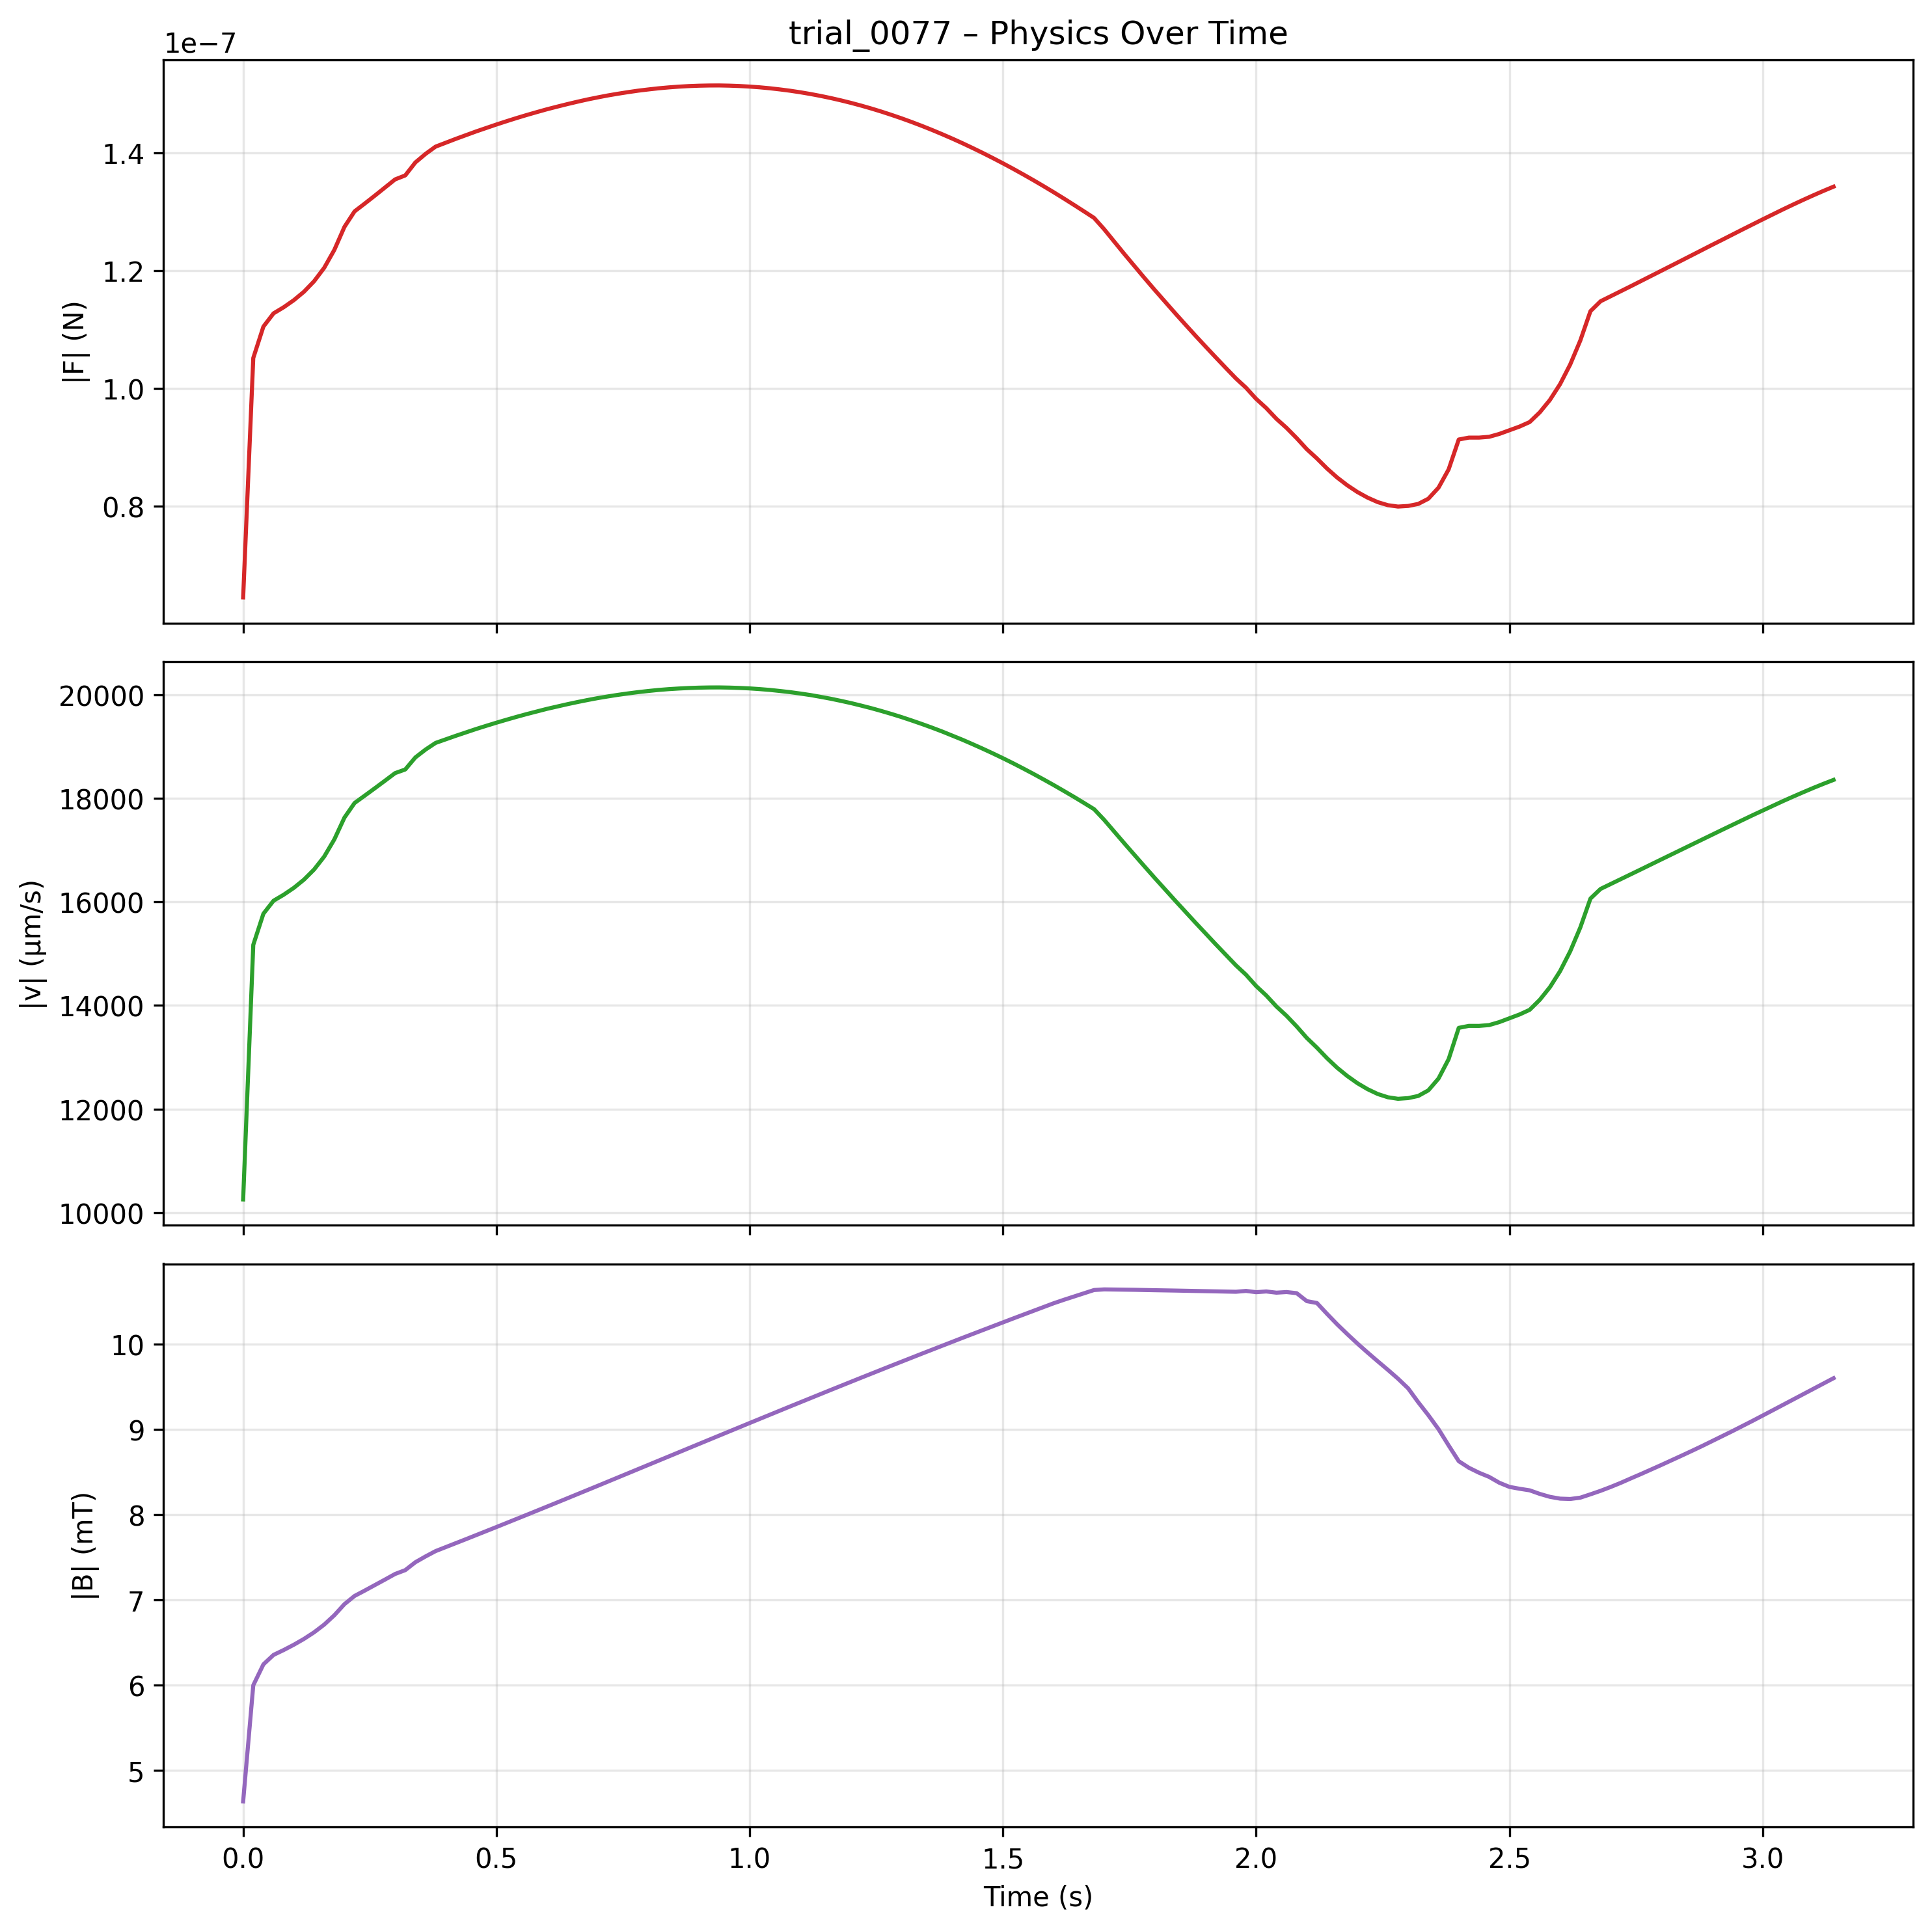 trial_0077 – Physics Over Time
1e−7
1.4
1.2
1.0
0.8
|F| (N)
20000
18000
16000
14000
12000
10000
|v| (µm/s)
10
9
8
7
6
5
|B| (mT)
0.0 0.5 1.0 1.5 2.0 2.5 3.0
Time (s)